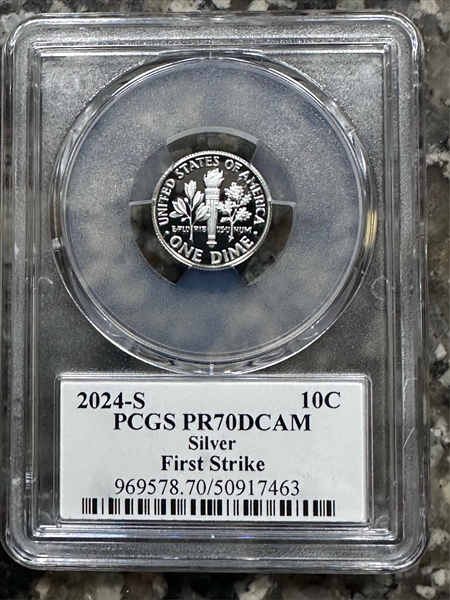 UNITED STATES OF AMERICA
E·PLURIBUS·UNUM
· ONE DIME ·
2024-S 10C
PCGS PR70DCAM
Silver
First Strike
969578.70/50917463